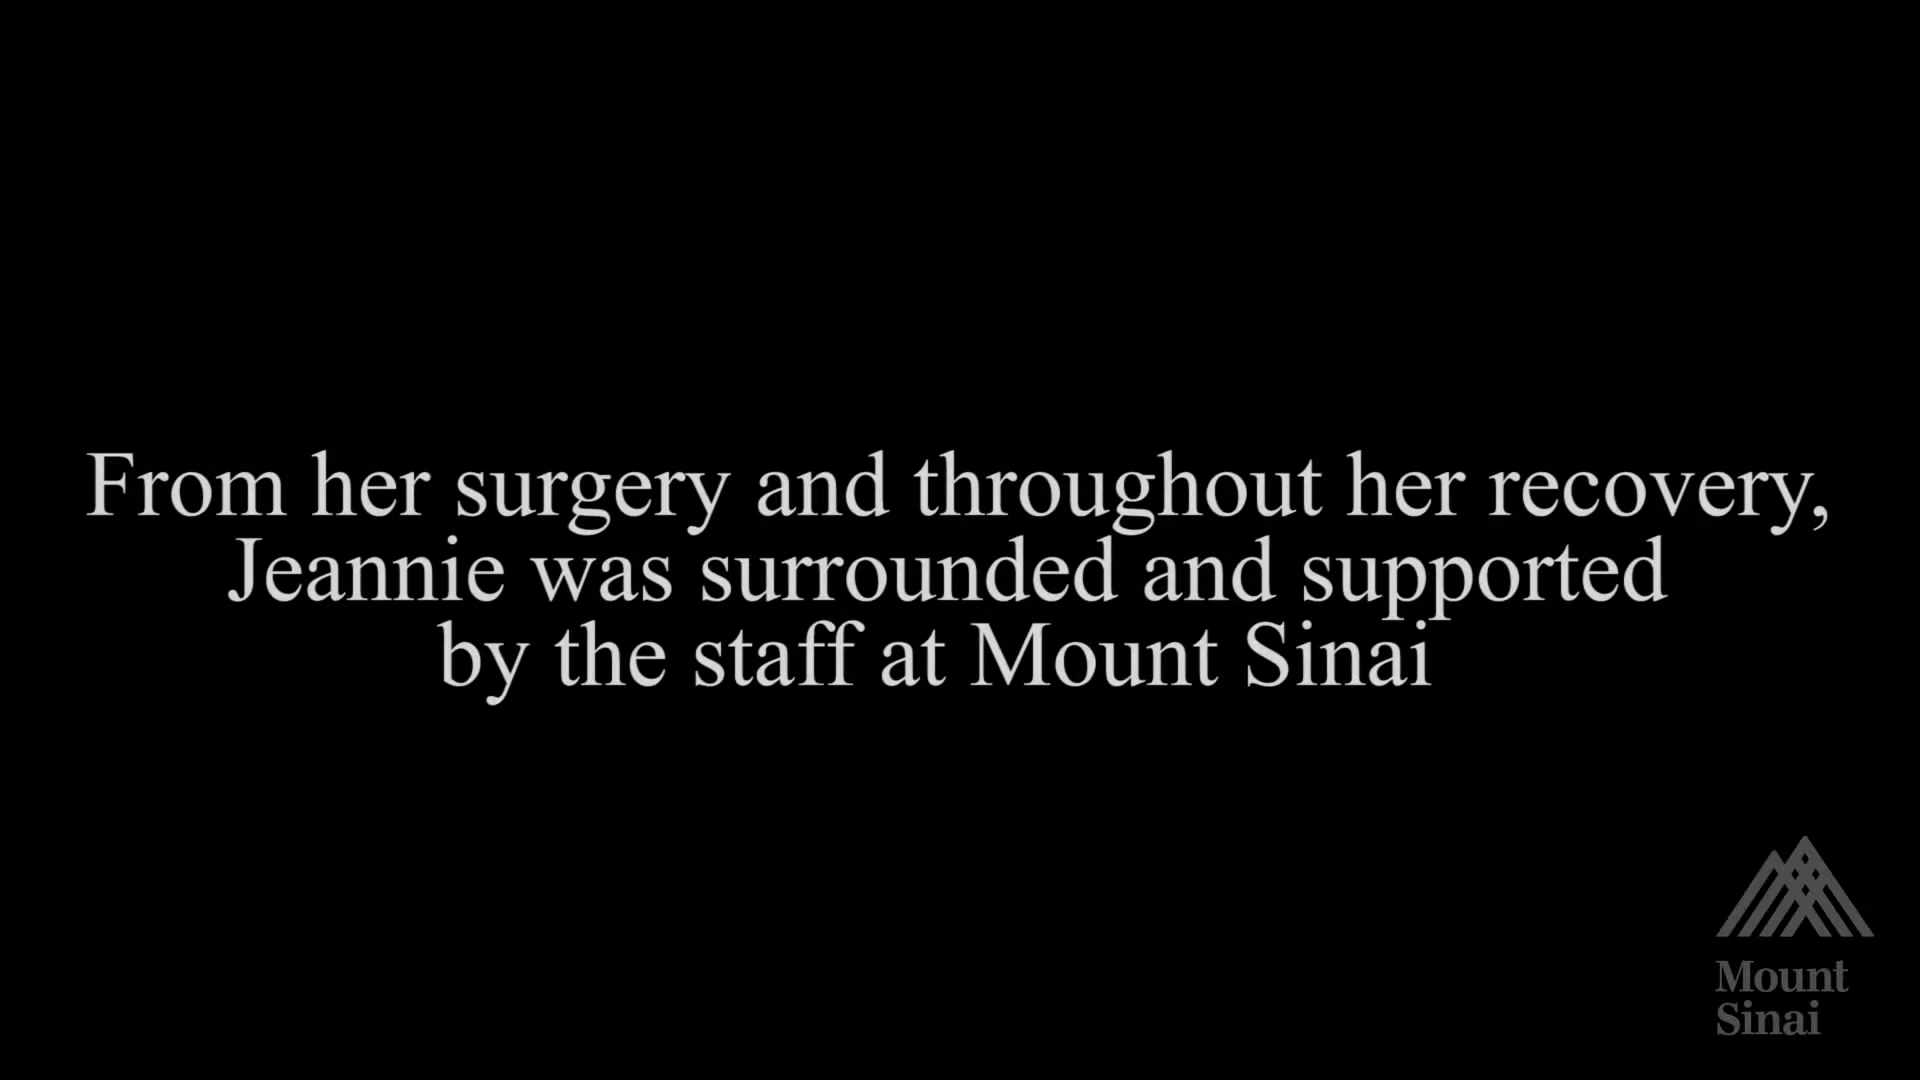 From her surgery and throughout her recovery,
Jeannie was surrounded and supported
by the staff at Mount Sinai
Mount
Sinai